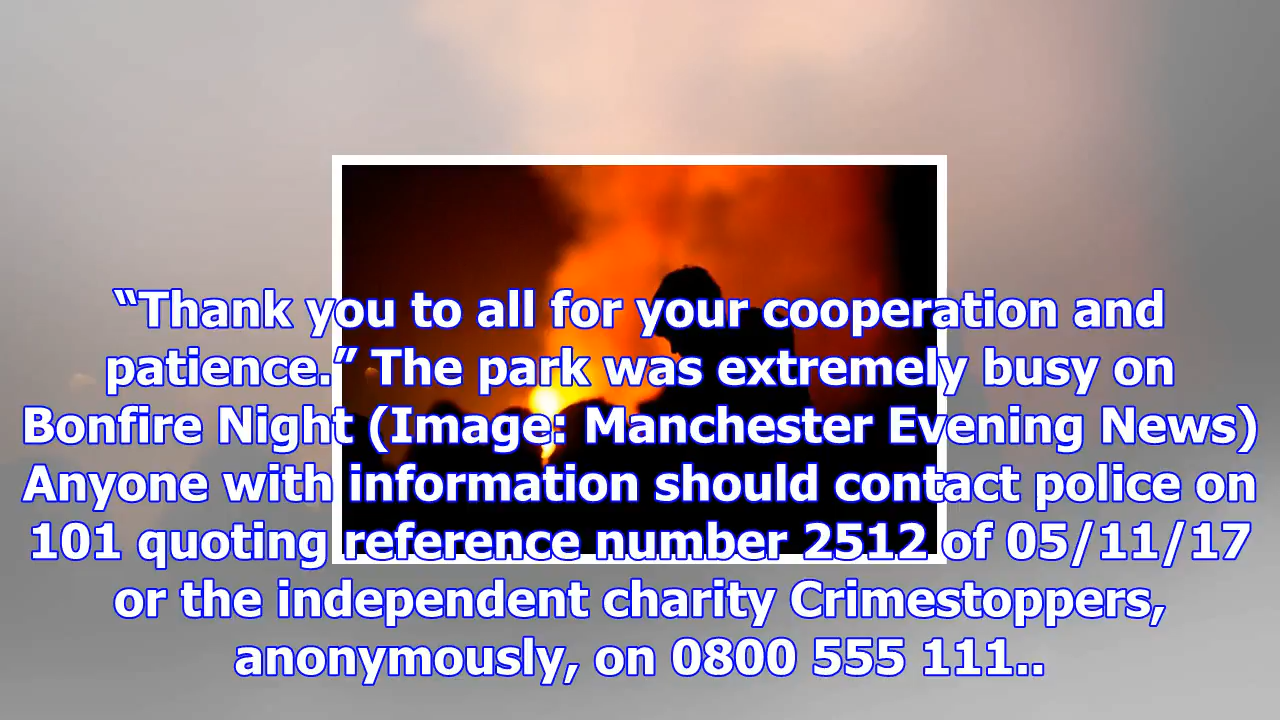 “Thank you to all for your cooperation and
patience.” The park was extremely busy on
Bonfire Night (Image: Manchester Evening News)
Anyone with information should contact police on
101 quoting reference number 2512 of 05/11/17
or the independent charity Crimestoppers,
anonymously, on 0800 555 111..